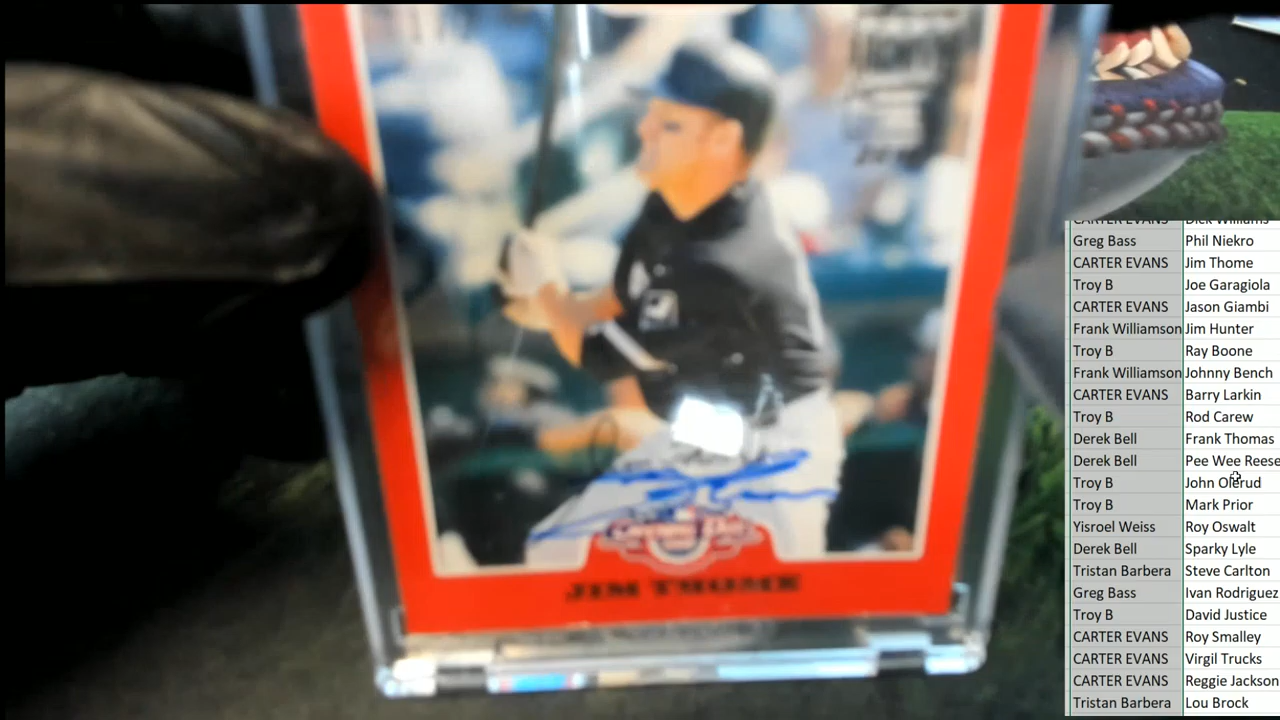 JIM THOME
CARTER EVANS Dick Williams
Greg Bass Phil Niekro
CARTER EVANS Jim Thome
Troy B Joe Garagiola
CARTER EVANS Jason Giambi
Frank Williamson Jim Hunter
Troy B Ray Boone
Frank Williamson Johnny Bench
CARTER EVANS Barry Larkin
Troy B Rod Carew
Derek Bell Frank Thomas
Derek Bell Pee Wee Reese
Troy B John Olerud
Troy B Mark Prior
Yisroel Weiss Roy Oswalt
Derek Bell Sparky Lyle
Tristan Barbera Steve Carlton
Greg Bass Ivan Rodriguez
Troy B David Justice
CARTER EVANS Roy Smalley
CARTER EVANS Virgil Trucks
CARTER EVANS Reggie Jackson
Tristan Barbera Lou Brock